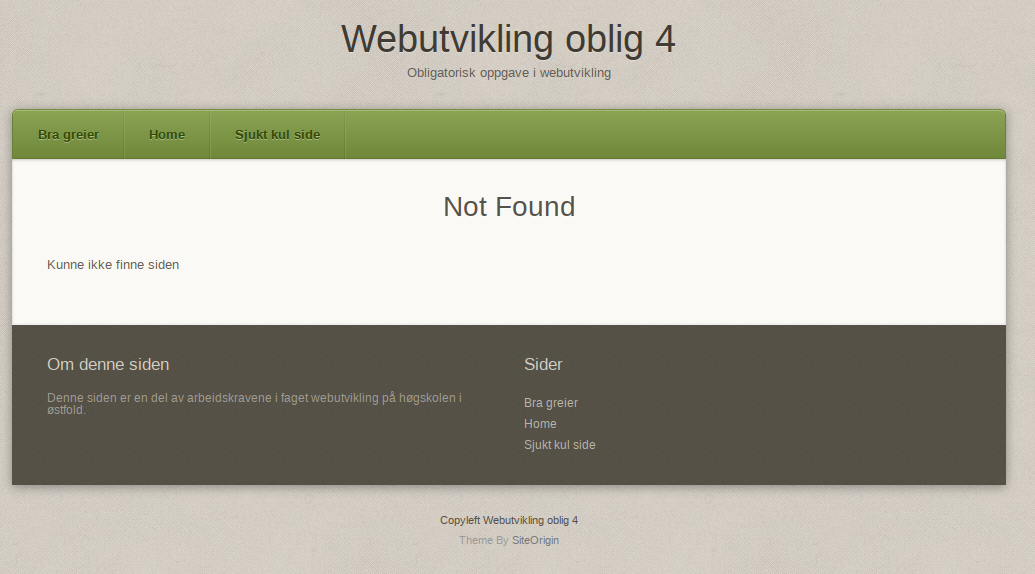 Webutvikling oblig 4
Obligatorisk oppgave i webutvikling
Bra greier Home Sjukt kul side
Not Found
Kunne ikke finne siden
Om denne siden
Denne siden er en del av arbeidskravene i faget webutvikling på høgskolen i
østfold.
Sider
Bra greier
Home
Sjukt kul side
Copyleft Webutvikling oblig 4
Theme By SiteOrigin